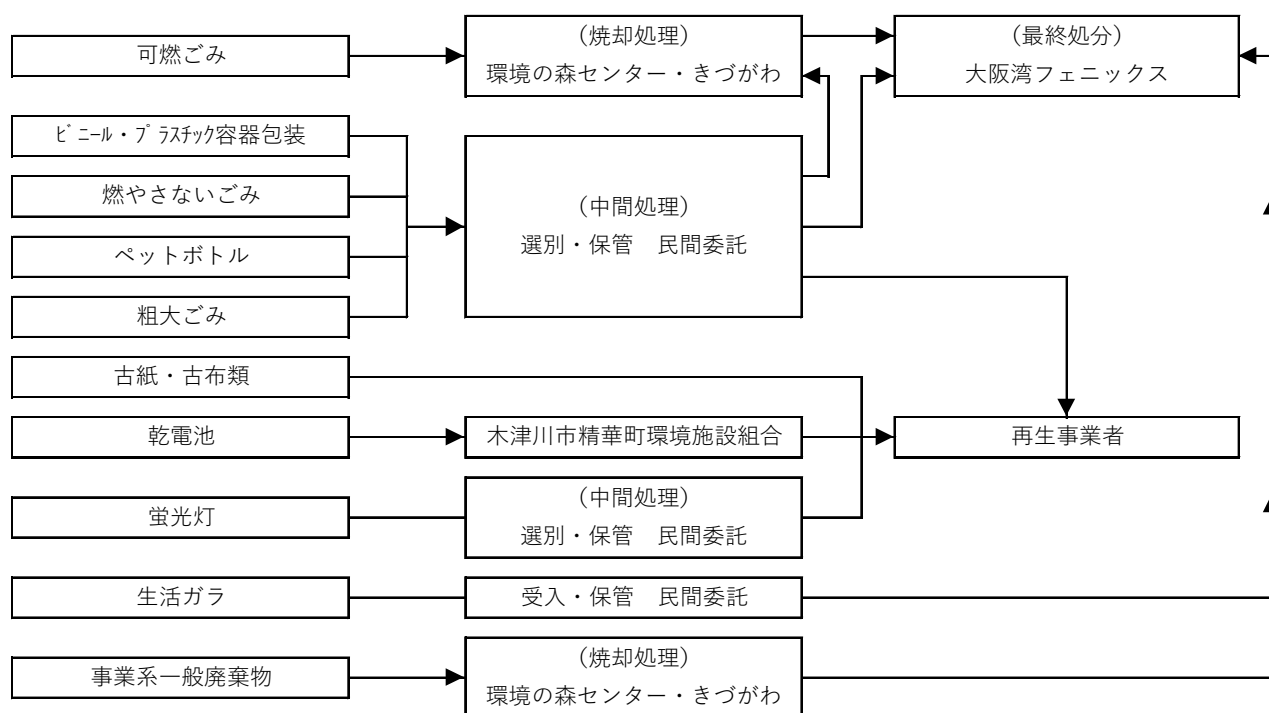 可燃ごみ
(焼却処理)
環境の森センター・きづがわ
(最終処分)
大阪湾フェニックス
ﾋﾞﾆｰﾙ・ﾌﾟﾗｽﾁｯｸ容器包装
燃やさないごみ
ペットボトル
粗大ごみ
(中間処理)
選別・保管　民間委託
古紙・古布類
乾電池
木津川市精華町環境施設組合
再生事業者
蛍光灯
(中間処理)
選別・保管　民間委託
生活ガラ
受入・保管　民間委託
事業系一般廃棄物
(焼却処理)
環境の森センター・きづがわ